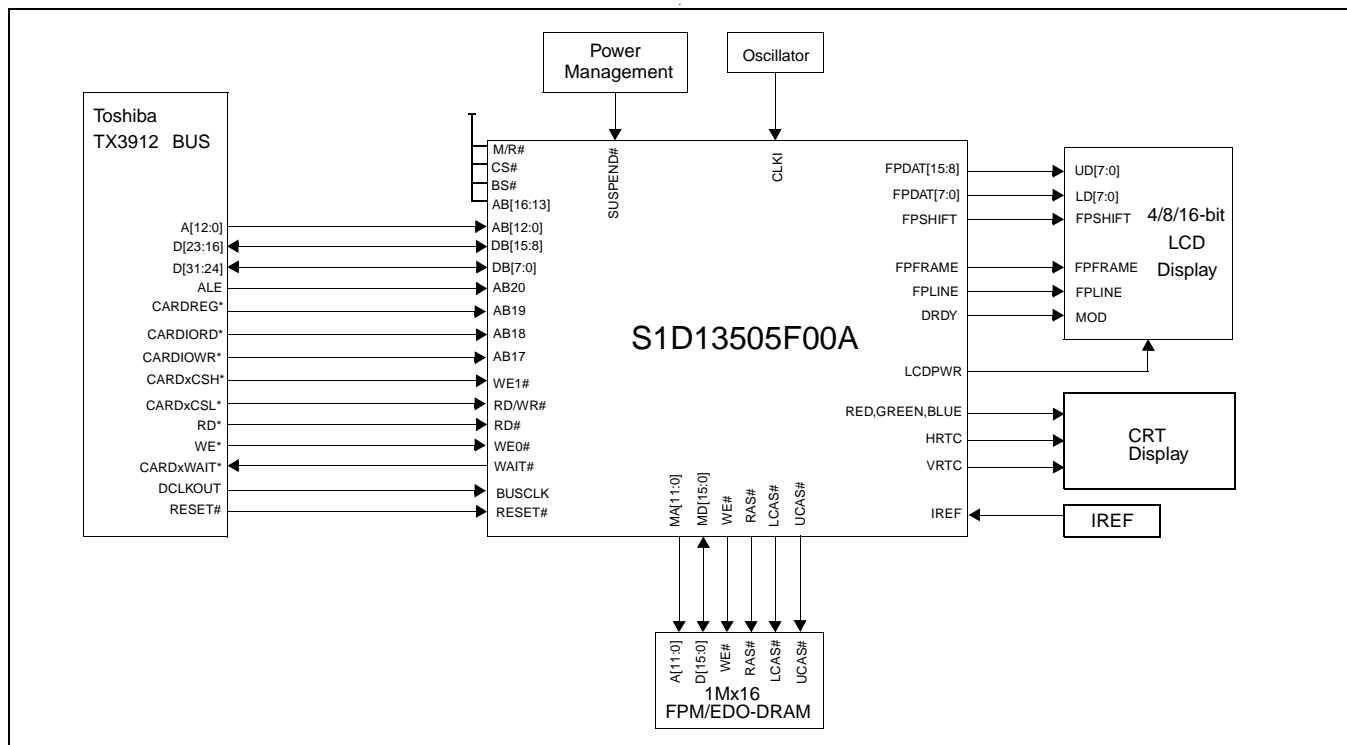 Power
Management
Oscillator
Toshiba
TX3912 BUS
A[12:0]
D[23:16]
D[31:24]
ALE
CARDREG*
CARDIORD*
CARDIOWR*
CARDxCSH*
CARDxCSL*
RD*
WE*
CARDxWAIT*
DCLKOUT
RESET#
M/R#
CS#
BS#
AB[16:13]
AB[12:0]
DB[15:8]
DB[7:0]
AB20
AB19
AB18
AB17
WE1#
RD/WR#
RD#
WE0#
WAIT#
BUSCLK
RESET#
SUSPEND#
CLKI
S1D13505F00A
FPDAT[15:8]
FPDAT[7:0]
FPSHIFT
FPFRAME
FPLINE
DRDY
LCDPWR
RED,GREEN,BLUE
HRTC
VRTC
IREF
UD[7:0]
LD[7:0]
FPSHIFT
FPFRAME
FPLINE
MOD
4/8/16-bit
LCD
Display
CRT
Display
IREF
MA[11:0]
MD[15:0]
WE#
RAS#
LCAS#
UCAS#
A[11:0]
D[15:0]
WE#
RAS#
LCAS#
UCAS#
1Mx16
FPM/EDO-DRAM